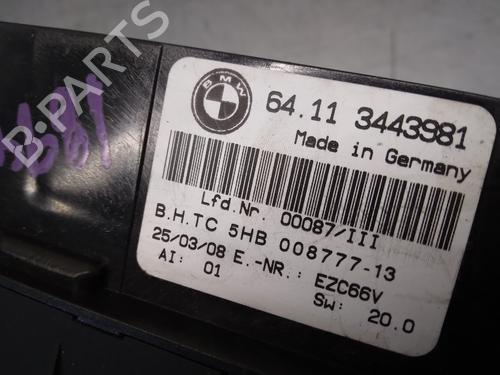 B-PARTS
BMW
64.11 3443981
Made in Germany
Lfd.Nr. 00087/III
B.H.TC 5HB 008777-13
25/03/08 E.-NR.: EZC66V
AI: 01 SW: 20.0